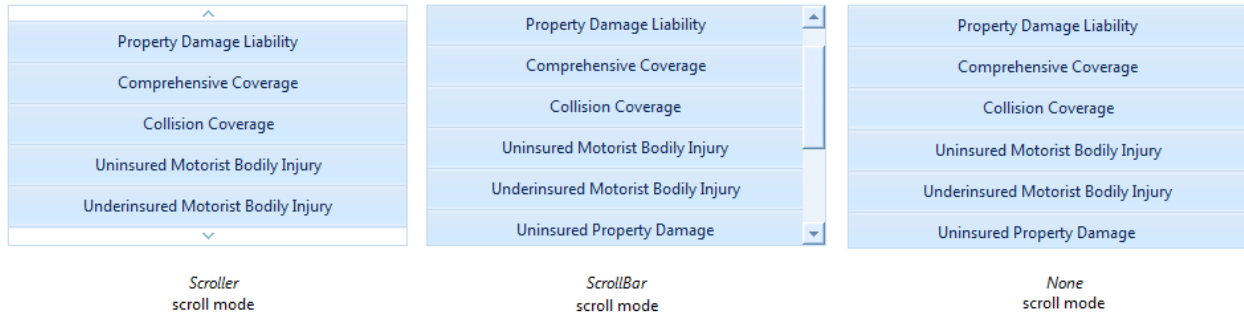 Property Damage Liability
Comprehensive Coverage
Collision Coverage
Uninsured Motorist Bodily Injury
Underinsured Motorist Bodily Injury
Scroller
scroll mode
Property Damage Liability
Comprehensive Coverage
Collision Coverage
Uninsured Motorist Bodily Injury
Underinsured Motorist Bodily Injury
Uninsured Property Damage
ScrollBar
scroll mode
Property Damage Liability
Comprehensive Coverage
Collision Coverage
Uninsured Motorist Bodily Injury
Underinsured Motorist Bodily Injury
Uninsured Property Damage
None
scroll mode